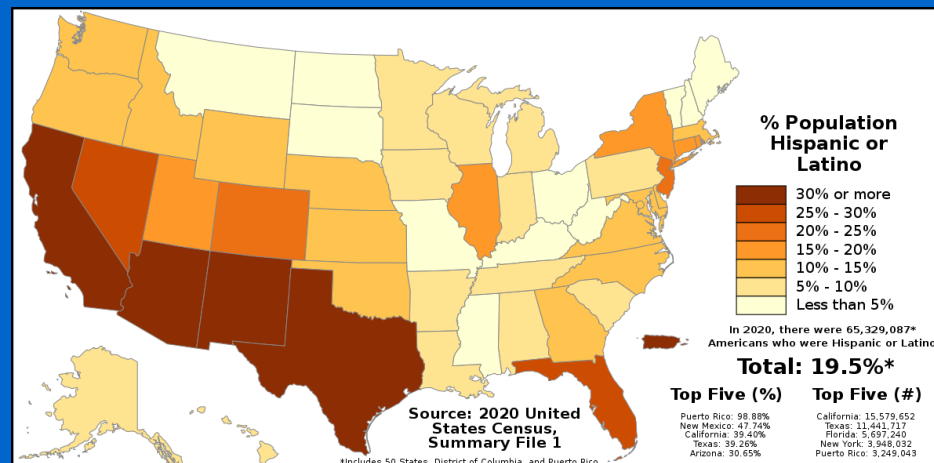 % Population
Hispanic or
Latino
30% or more
25% - 30%
20% - 25%
15% - 20%
10% - 15%
5% - 10%
Less than 5%
In 2020, there were 65,329,087*
Americans who were Hispanic or Latino
Total: 19.5%*
Top Five (%)
Puerto Rico: 98.88%
New Mexico: 47.74%
California: 39.40%
Texas: 39.26%
Arizona: 30.65%
Top Five (#)
California: 15,579,652
Texas: 11,441,717
Florida: 5,697,240
New York: 3,948,032
Puerto Rico: 3,249,043
Source: 2020 United
States Census,
Summary File 1
*Includes 50 States, District of Columbia, and Puerto Rico